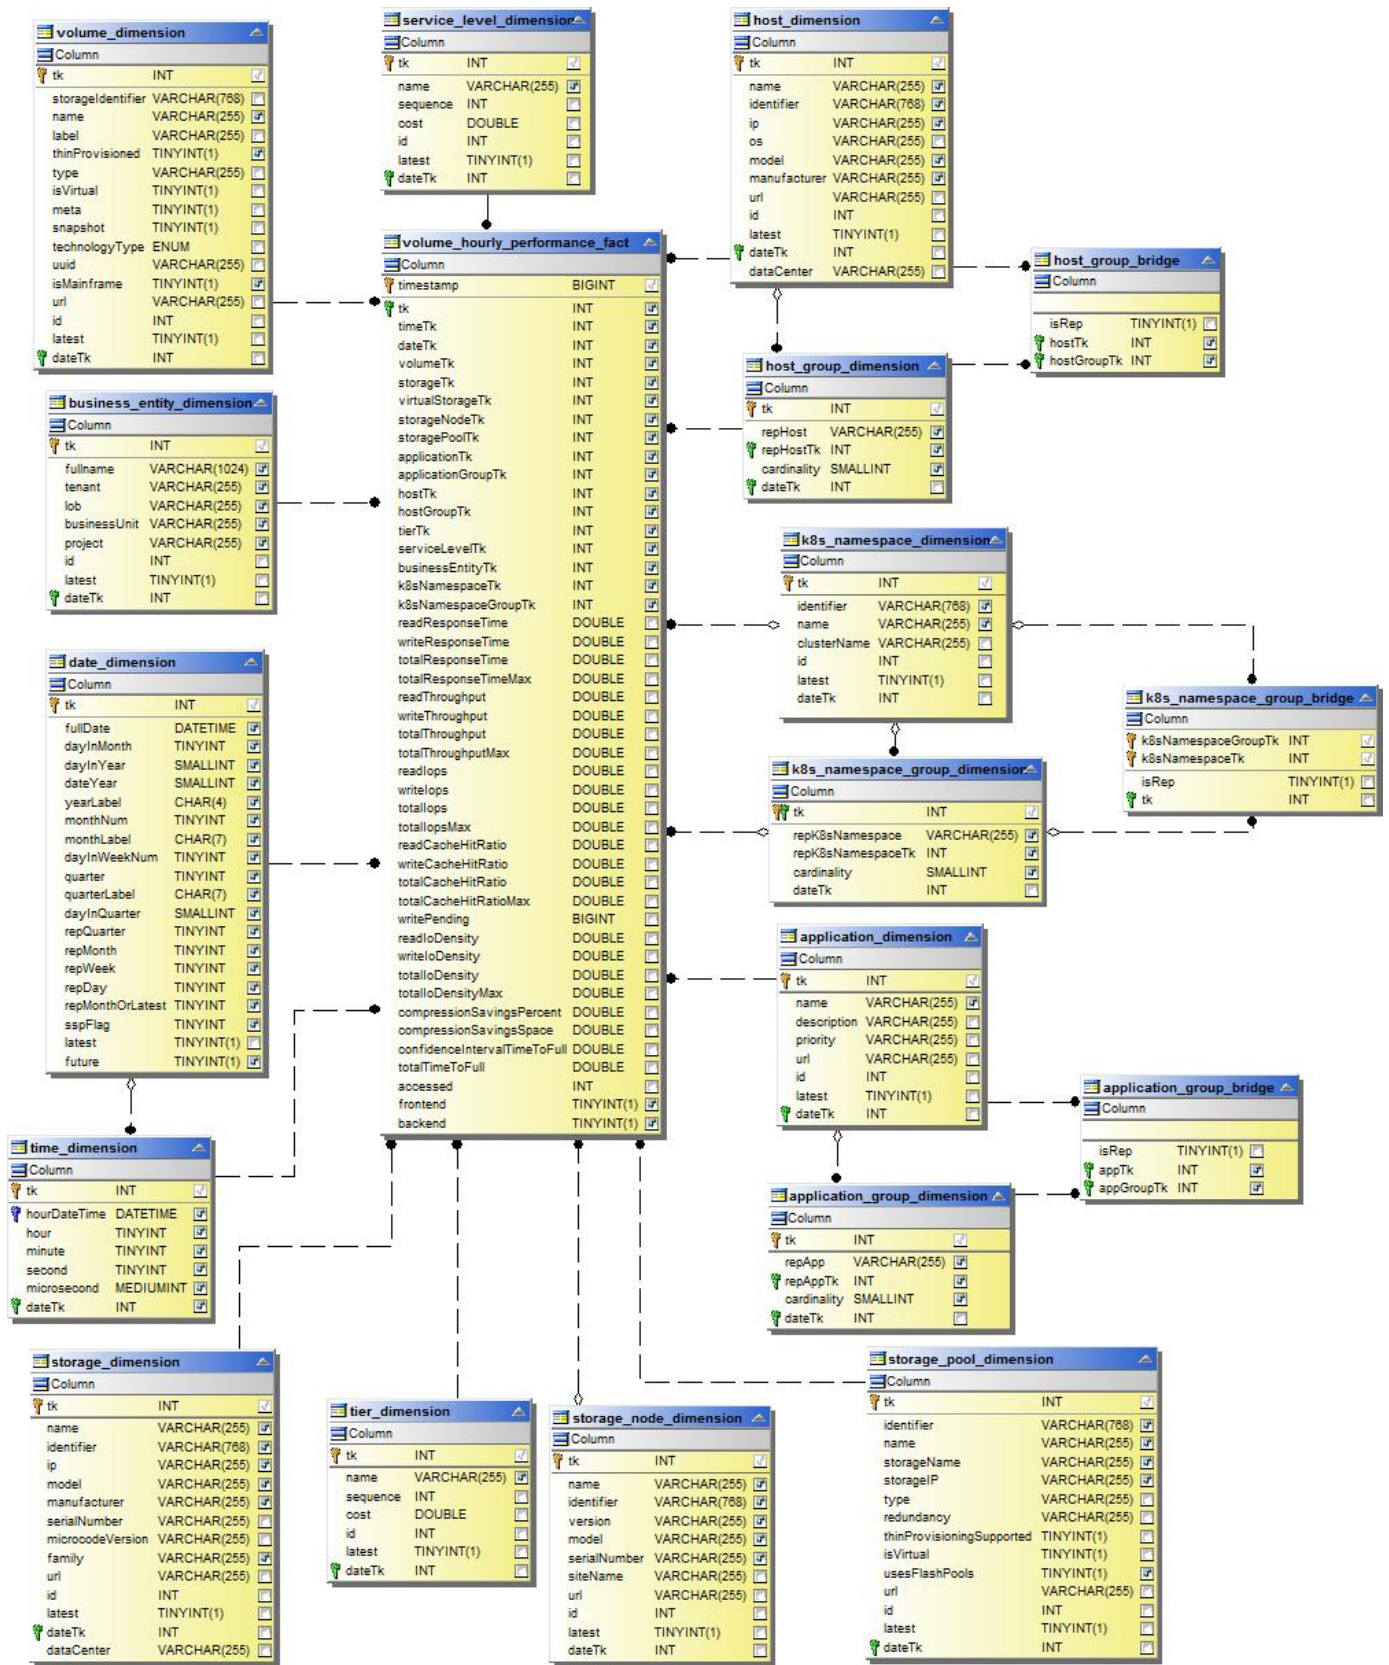 volume_dimension
Column
tk INT
storageIdentifier VARCHAR(768)
name VARCHAR(255)
label VARCHAR(255)
thinProvisioned TINYINT(1)
type VARCHAR(255)
isVirtual TINYINT(1)
meta TINYINT(1)
snapshot TINYINT(1)
technologyType ENUM
uuid VARCHAR(255)
isMainframe TINYINT(1)
url VARCHAR(255)
id INT
latest TINYINT(1)
dateTk INT
service_level_dimension
Column
tk INT
name VARCHAR(255)
sequence INT
cost DOUBLE
id INT
latest TINYINT(1)
dateTk INT
host_dimension
Column
tk INT
name VARCHAR(255)
identifier VARCHAR(768)
ip VARCHAR(255)
os VARCHAR(255)
model VARCHAR(255)
manufacturer VARCHAR(255)
url VARCHAR(255)
id INT
latest TINYINT(1)
dateTk INT
dataCenter VARCHAR(255)
host_group_bridge
Column
isRep TINYINT(1)
hostTk INT
hostGroupTk INT
volume_hourly_performance_fact
Column
timestamp BIGINT
tk INT
timeTk INT
dateTk INT
volumeTk INT
storageTk INT
virtualStorageTk INT
storageNodeTk INT
storagePoolTk INT
applicationTk INT
applicationGroupTk INT
hostTk INT
hostGroupTk INT
tierTk INT
serviceLevelTk INT
businessEntityTk INT
k8sNamespaceTk INT
k8sNamespaceGroupTk INT
readResponseTime DOUBLE
writeResponseTime DOUBLE
totalResponseTime DOUBLE
totalResponseTimeMax DOUBLE
readThroughput DOUBLE
writeThroughput DOUBLE
totalThroughput DOUBLE
totalThroughputMax DOUBLE
readIops DOUBLE
writeIops DOUBLE
totalIops DOUBLE
totalIopsMax DOUBLE
readCacheHitRatio DOUBLE
writeCacheHitRatio DOUBLE
totalCacheHitRatio DOUBLE
totalCacheHitRatioMax DOUBLE
writePending BIGINT
readIoDensity DOUBLE
writeIoDensity DOUBLE
totalIoDensity DOUBLE
totalIoDensityMax DOUBLE
compressionSavingsPercent DOUBLE
compressionSavingsSpace DOUBLE
confidenceIntervalTimeToFull DOUBLE
totalTimeToFull DOUBLE
accessed INT
frontend TINYINT(1)
backend TINYINT(1)
host_group_dimension
Column
tk INT
repHost VARCHAR(255)
repHostTk INT
cardinality SMALLINT
dateTk INT
business_entity_dimension
Column
tk INT
fullname VARCHAR(1024)
tenant VARCHAR(255)
lob VARCHAR(255)
businessUnit VARCHAR(255)
project VARCHAR(255)
id INT
latest TINYINT(1)
dateTk INT
k8s_namespace_dimension
Column
tk INT
identifier VARCHAR(768)
name VARCHAR(255)
clusterName VARCHAR(255)
id INT
latest TINYINT(1)
dateTk INT
k8s_namespace_group_bridge
Column
k8sNamespaceGroupTk INT
k8sNamespaceTk INT
isRep TINYINT(1)
tk INT
date_dimension
Column
tk INT
fullDate DATETIME
dayInMonth TINYINT
dayInYear SMALLINT
dateYear SMALLINT
yearLabel CHAR(4)
monthNum TINYINT
monthLabel CHAR(7)
dayInWeekNum TINYINT
quarter TINYINT
quarterLabel CHAR(7)
dayInQuarter SMALLINT
repQuarter TINYINT
repMonth TINYINT
repWeek TINYINT
repDay TINYINT
repMonthOrLatest TINYINT
sspFlag TINYINT
latest TINYINT(1)
future TINYINT(1)
k8s_namespace_group_dimension
Column
tk INT
repK8sNamespace VARCHAR(255)
repK8sNamespaceTk INT
cardinality SMALLINT
dateTk INT
application_dimension
Column
tk INT
name VARCHAR(255)
description VARCHAR(255)
priority VARCHAR(255)
url VARCHAR(255)
id INT
latest TINYINT(1)
dateTk INT
application_group_bridge
Column
isRep TINYINT(1)
appTk INT
appGroupTk INT
time_dimension
Column
tk INT
hourDateTime DATETIME
hour TINYINT
minute TINYINT
second TINYINT
microsecond MEDIUMINT
dateTk INT
application_group_dimension
Column
tk INT
repApp VARCHAR(255)
repAppTk INT
cardinality SMALLINT
dateTk INT
storage_dimension
Column
tk INT
name VARCHAR(255)
identifier VARCHAR(768)
ip VARCHAR(255)
model VARCHAR(255)
manufacturer VARCHAR(255)
serialNumber VARCHAR(255)
microcodeVersion VARCHAR(255)
family VARCHAR(255)
url VARCHAR(255)
id INT
latest TINYINT(1)
dateTk INT
dataCenter VARCHAR(255)
tier_dimension
Column
tk INT
name VARCHAR(255)
sequence INT
cost DOUBLE
id INT
latest TINYINT(1)
dateTk INT
storage_node_dimension
Column
tk INT
name VARCHAR(255)
identifier VARCHAR(768)
version VARCHAR(255)
model VARCHAR(255)
serialNumber VARCHAR(255)
siteName VARCHAR(255)
url VARCHAR(255)
id INT
latest TINYINT(1)
dateTk INT
storage_pool_dimension
Column
tk INT
identifier VARCHAR(768)
name VARCHAR(255)
storageName VARCHAR(255)
storageIP VARCHAR(255)
type VARCHAR(255)
redundancy VARCHAR(255)
thinProvisioningSupported TINYINT(1)
isVirtual TINYINT(1)
usesFlashPools TINYINT(1)
url VARCHAR(255)
id INT
latest TINYINT(1)
dateTk INT